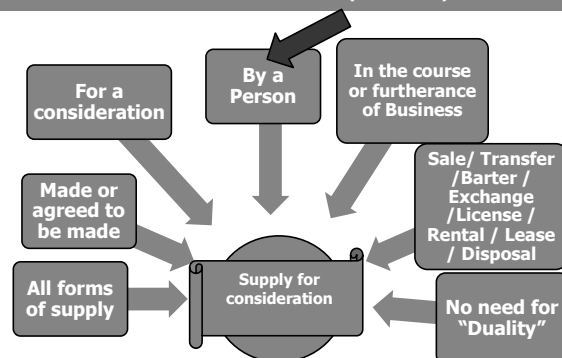 For a
consideration
By a
Person
In the course
or furtherance
of Business
Made or
agreed to
be made
Sale/ Transfer
/Barter /
Exchange
/License /
Rental / Lease
/ Disposal
All forms
of supply
Supply for
consideration
No need for
“Duality”